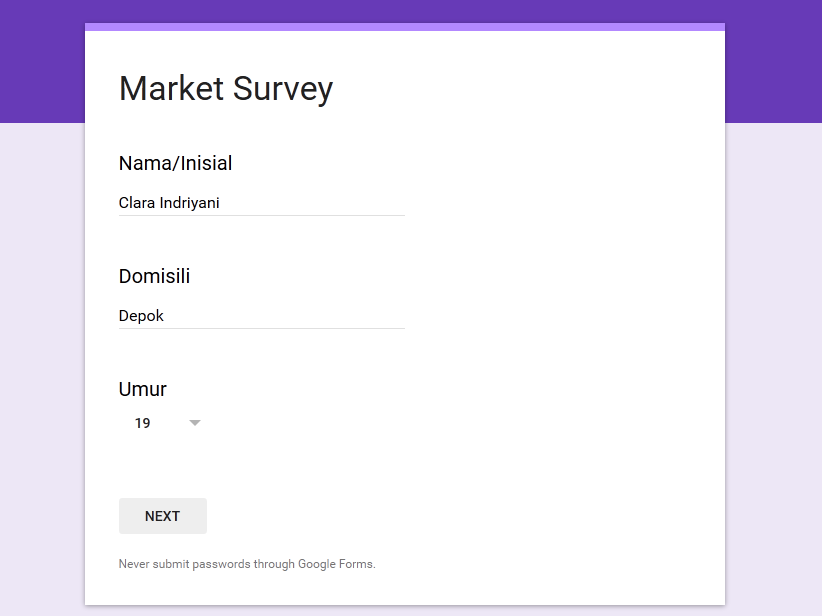 Market Survey
Nama/Inisial
Clara Indriyani
Domisili
Depok
Umur
19
NEXT
Never submit passwords through Google Forms.